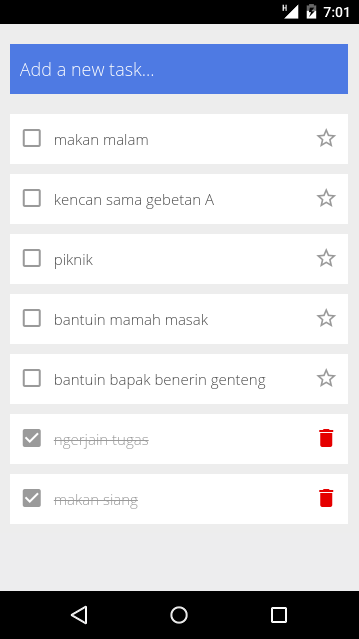 H 7:01
Add a new task...
makan malam
kencan sama gebetan A
piknik
bantuin mamah masak
bantuin bapak benerin genteng
ngerjain tugas
makan siang